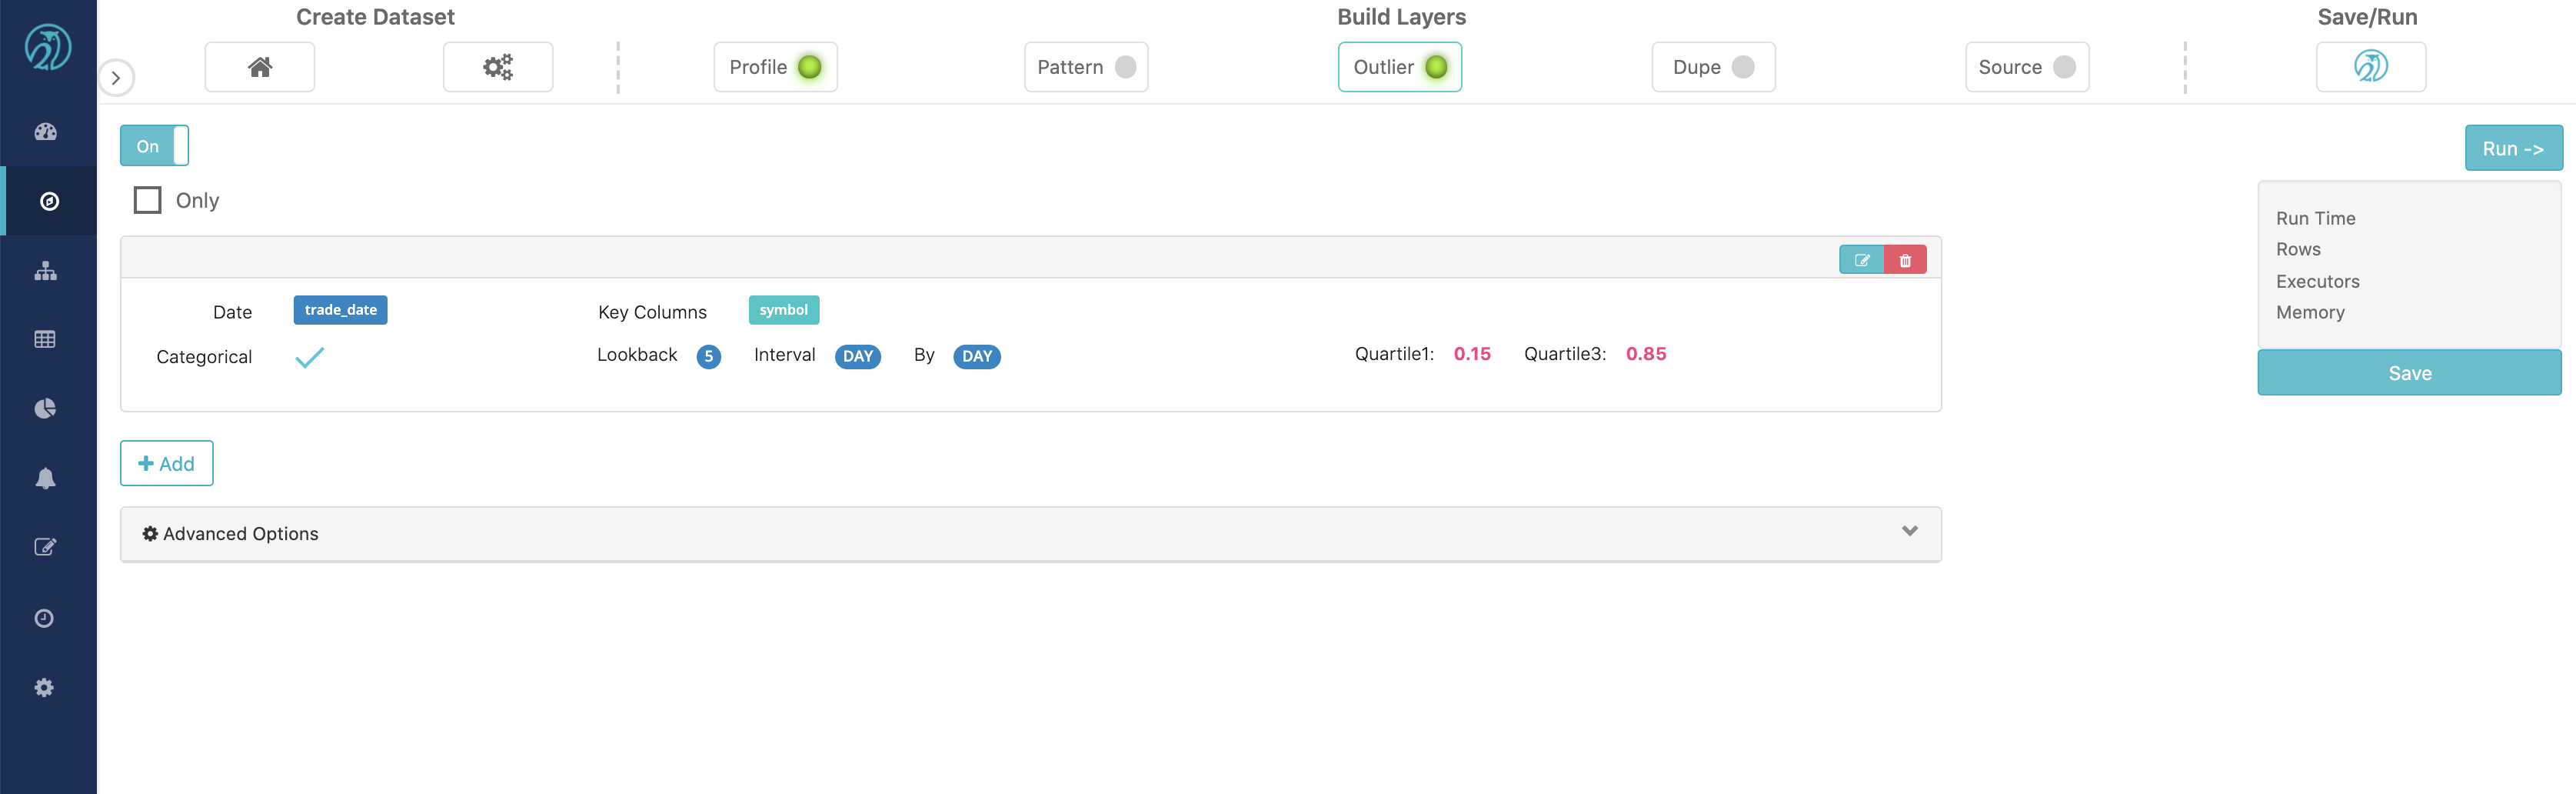 Create Dataset
Build Layers
Save/Run
Profile
Pattern
Outlier
Dupe
Source
On
Run ->
Only
Run Time
Rows
Executors
Memory
Save
Date trade_date Key Columns symbol
Categorical Lookback 5 Interval DAY By DAY Quartile1: 0.15 Quartile3: 0.85
Add
Advanced Options